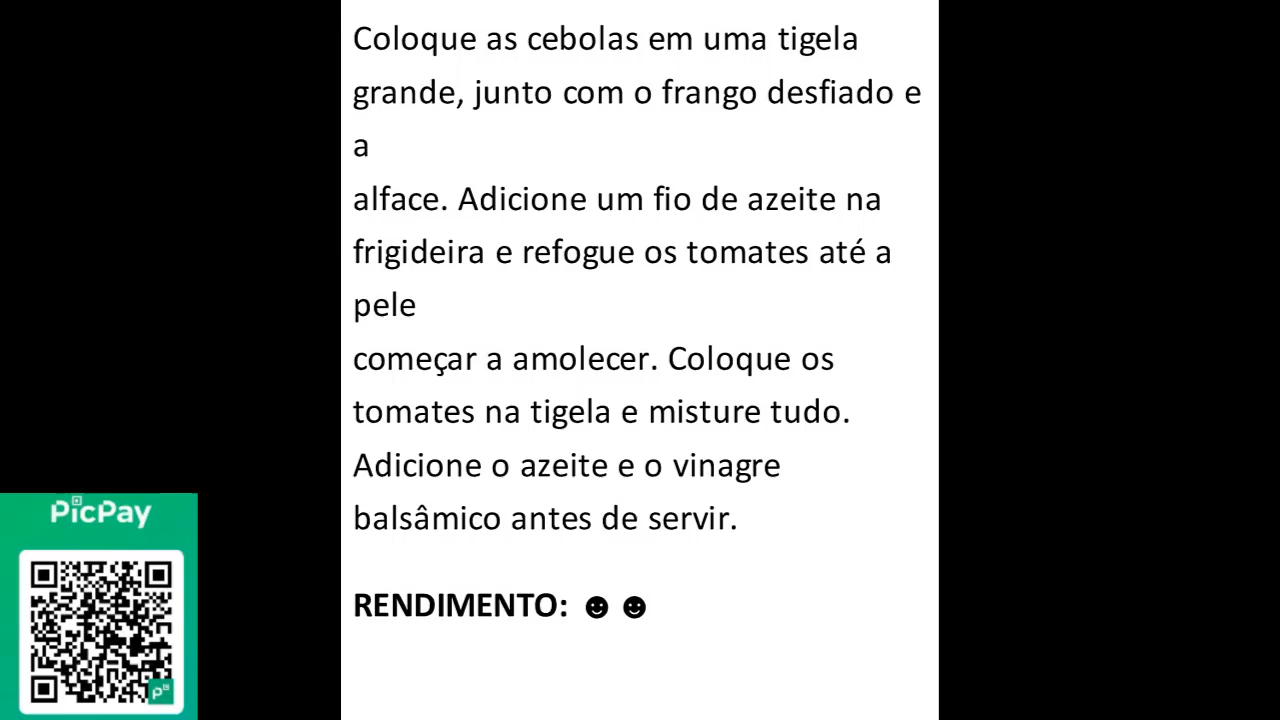 Coloque as cebolas em uma tigela
grande, junto com o frango desfiado e
a
alface. Adicione um fio de azeite na
frigideira e refogue os tomates até a
pele
começar a amolecer. Coloque os
tomates na tigela e misture tudo.
Adicione o azeite e o vinagre
balsâmico antes de servir.
RENDIMENTO: ☻☻
PicPay